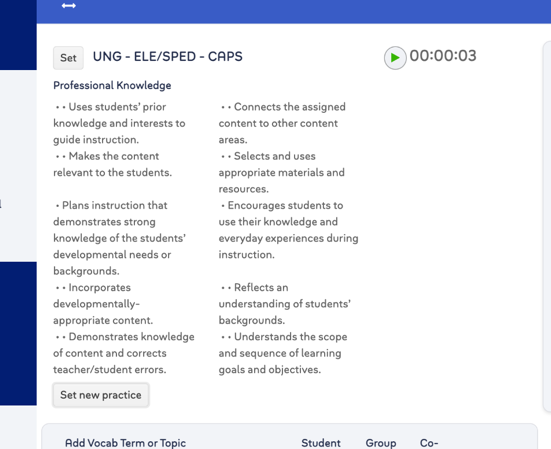 Set UNG - ELE/SPED - CAPS 00:00:03
Professional Knowledge
• • Uses students' prior
knowledge and interests to
guide instruction.
• • Makes the content
relevant to the students.
• Plans instruction that
demonstrates strong
knowledge of the students'
developmental needs or
backgrounds.
• • Incorporates
developmentally-
appropriate content.
• • Demonstrates knowledge
of content and corrects
teacher/student errors.
• • Connects the assigned
content to other content
areas.
• • Selects and uses
appropriate materials and
resources.
• Encourages students to
use their knowledge and
everyday experiences during
instruction.
• • Reflects an
understanding of students'
backgrounds.
• • Understands the scope
and sequence of learning
goals and objectives.
Set new practice
Add Vocab Term or Topic Student Group Co-